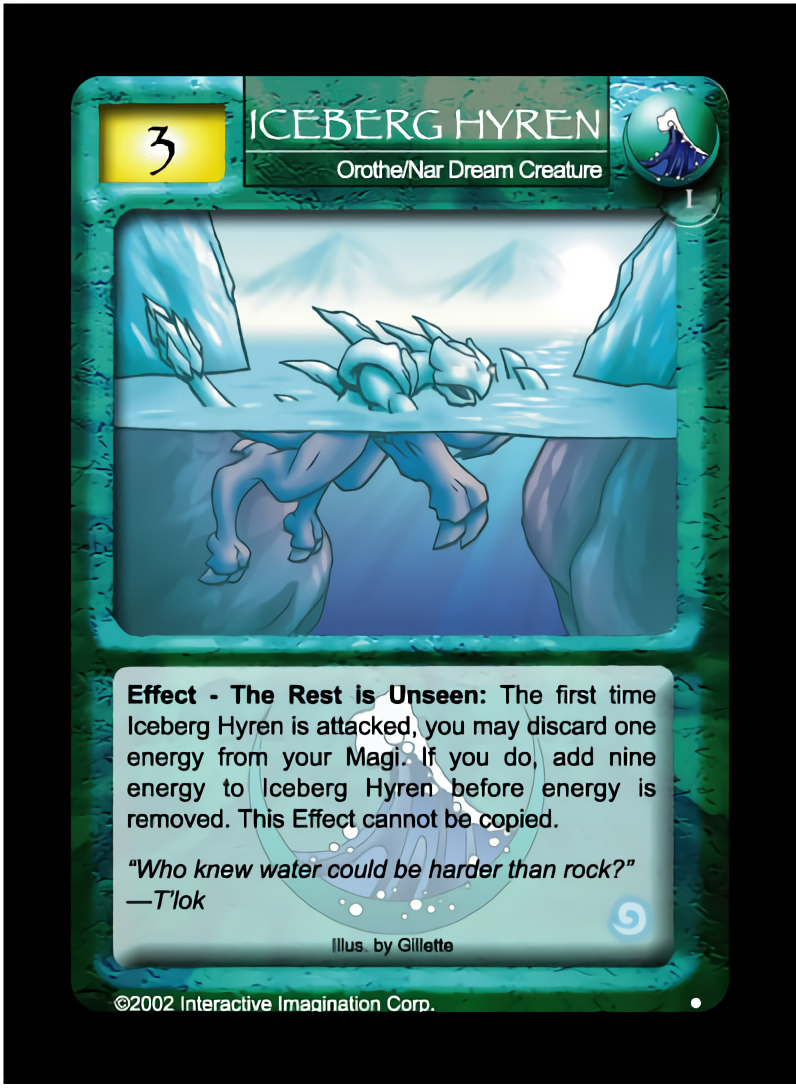 3
ICEBERG HYREN
Orothe/Nar Dream Creature
I
Effect - The Rest is Unseen: The first time
Iceberg Hyren is attacked, you may discard one
energy from your Magi. If you do, add nine
energy to Iceberg Hyren before energy is
removed. This Effect cannot be copied.
“Who knew water could be harder than rock?”
—T'lok
Illus. by Gillette
©2002 Interactive Imagination Corp.